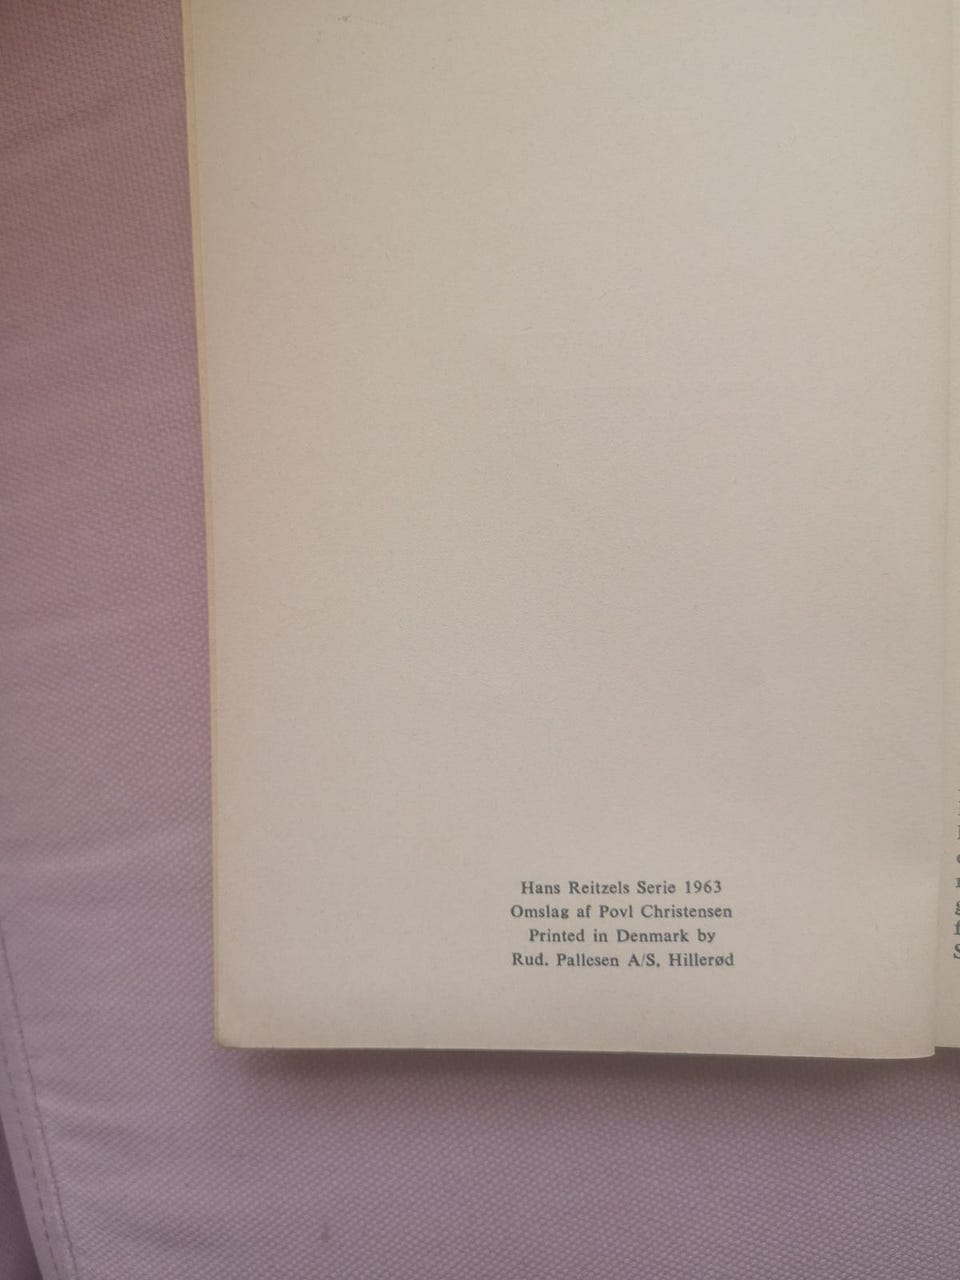 Hans Reitzels Serie 1963
Omslag af Povl Christensen
Printed in Denmark by
Rud. Pallesen A/S, Hillerød